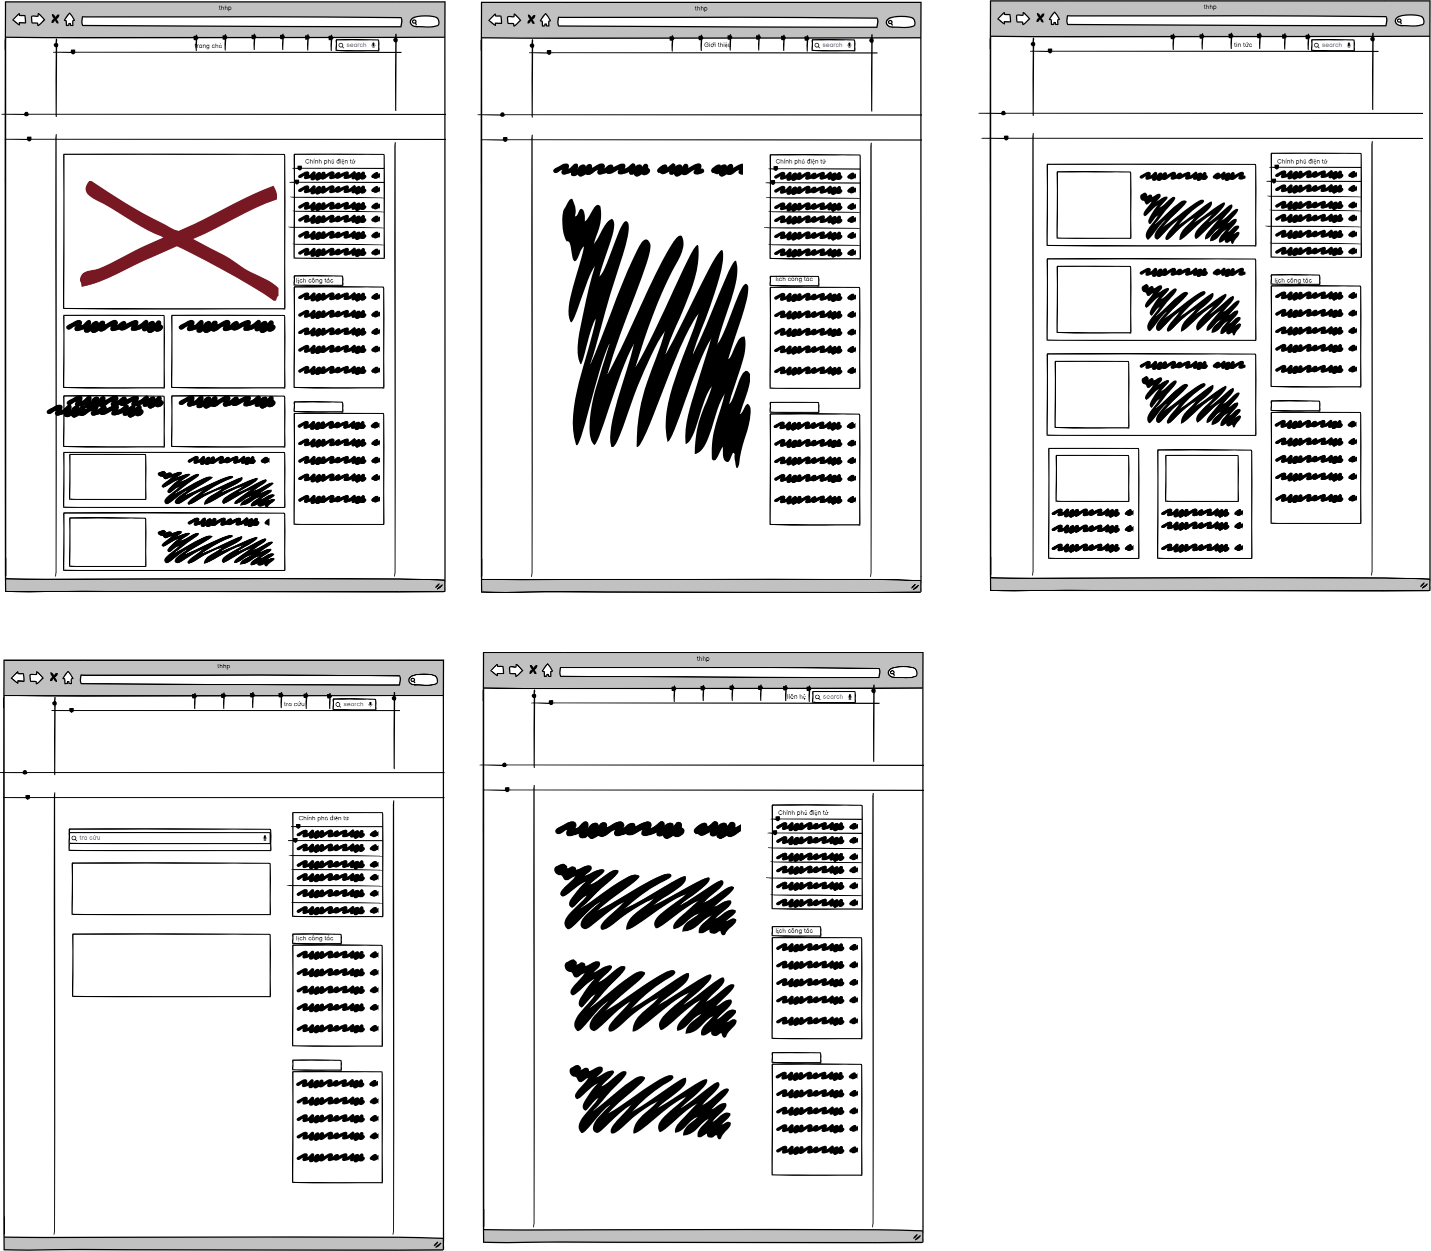 thhp
trang chủ
search
Chính phủ điện tử
lịch công tác
thhp
Giới thiệu
search
Chính phủ điện tử
lịch công tác
thhp
tin tức
search
Chính phủ điện tử
lịch công tác
thhp
tra cứu
search
tra cứu
Chính phủ điện tử
lịch công tác
thhp
liên hệ
search
Chính phủ điện tử
lịch công tác